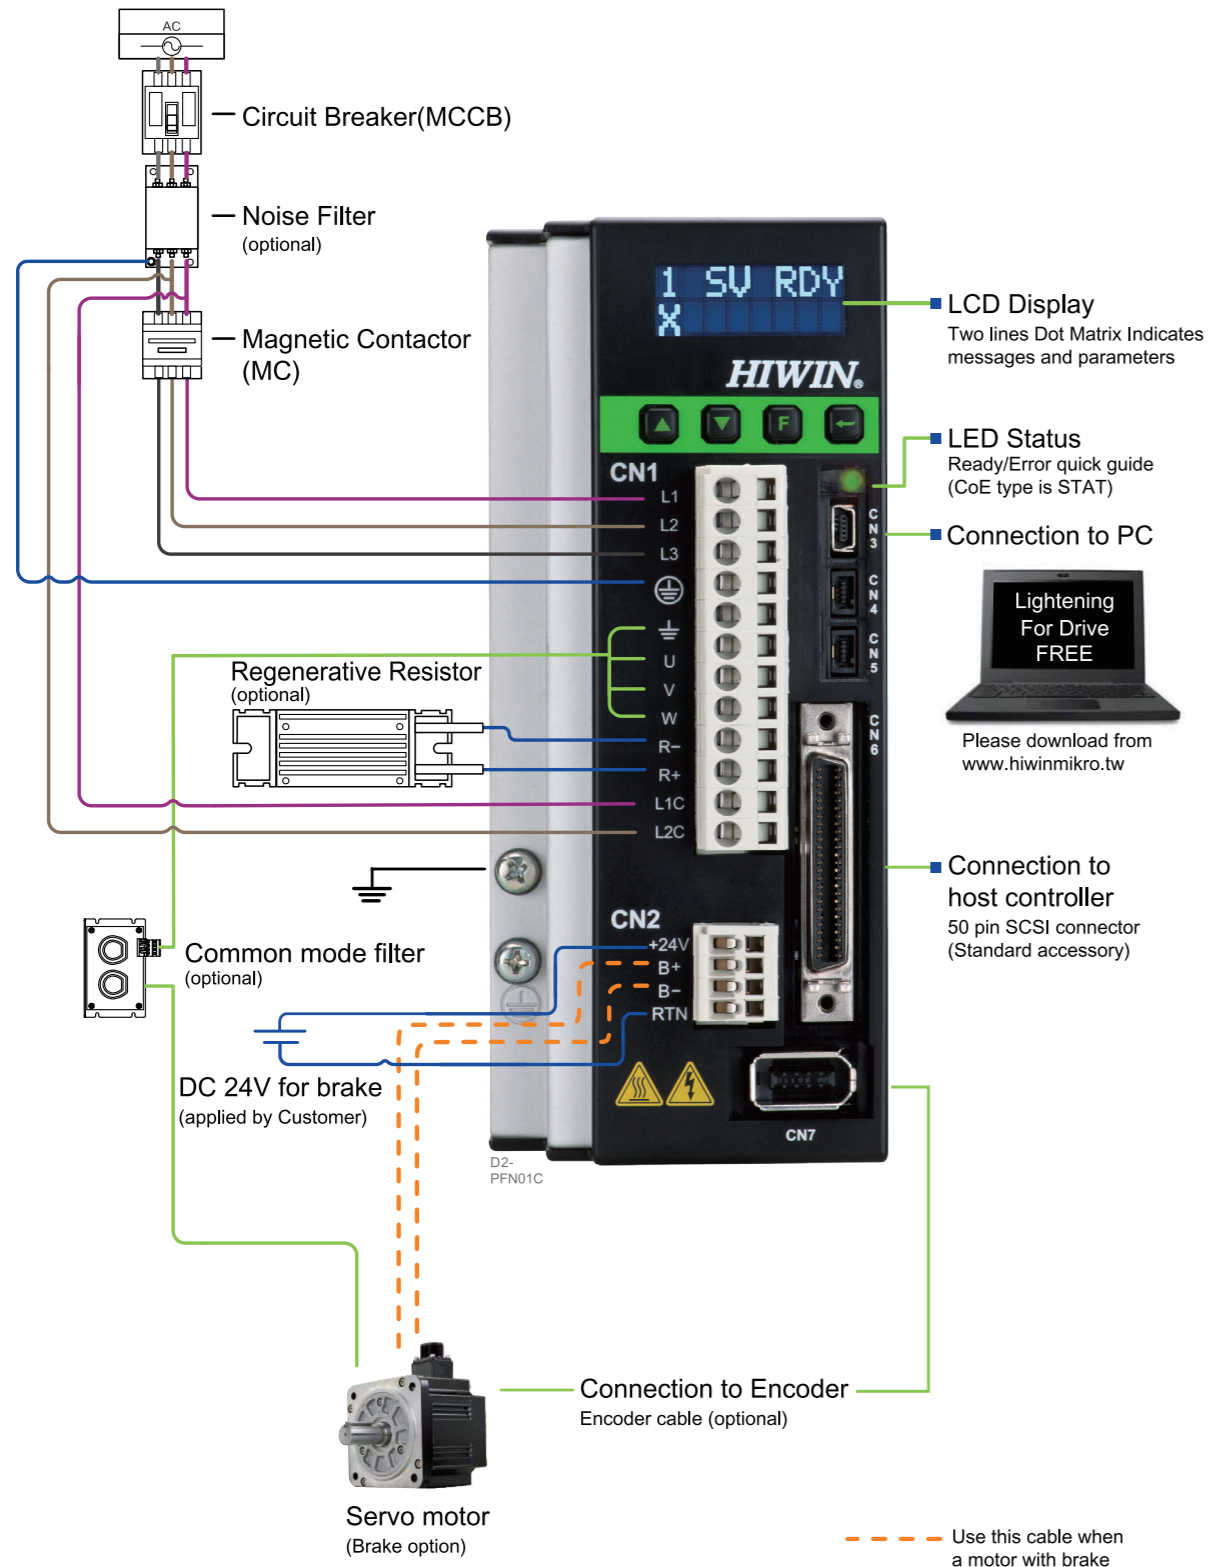 AC
Circuit Breaker(MCCB)
Noise Filter
(optional)
Magnetic Contactor
(MC)
1 SV RDY
X
HIWIN®
LCD Display
Two lines Dot Matrix Indicates
messages and parameters
F
LED Status
Ready/Error quick guide
(CoE type is STAT)
CN1
L1
L2
L3
U
V
W
R−
R+
L1C
L2C
CN3
CN4
CN5
CN6
Connection to PC
Lightening
For Drive
FREE
Please download from
www.hiwinmikro.tw
Regenerative Resistor
(optional)
Connection to
host controller
50 pin SCSI connector
(Standard accessory)
Common mode filter
(optional)
CN2
+24V
B+
B−
RTN
DC 24V for brake
(applied by Customer)
CN7
D2-
PFN01C
Connection to Encoder
Encoder cable (optional)
Servo motor
(Brake option)
Use this cable when
a motor with brake